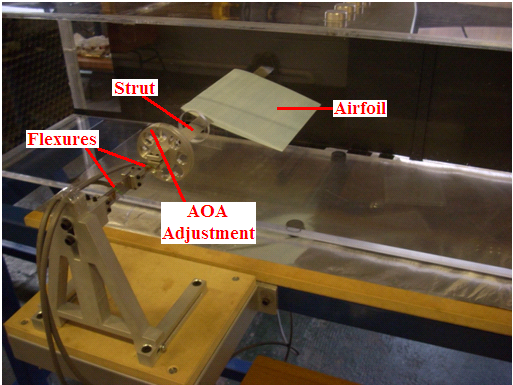 Strut
Airfoil
Flexures
AOA
Adjustment